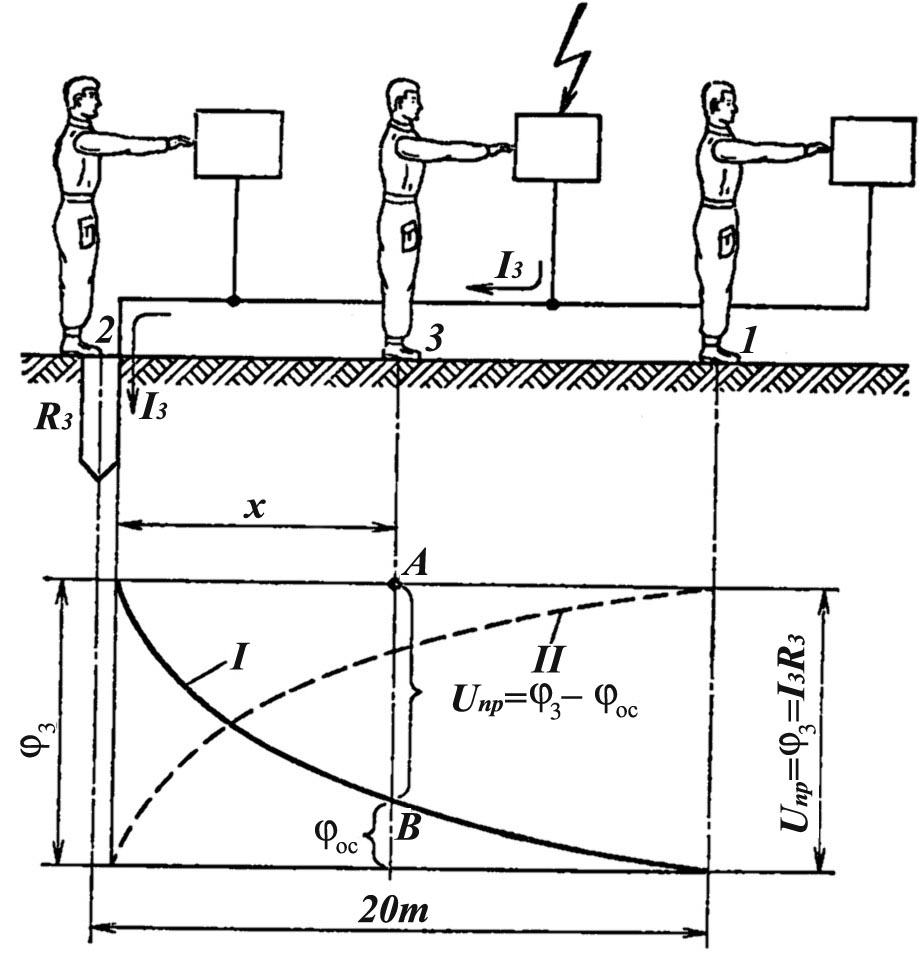 I₃
2
3
1
R₃
I₃
x
A
I
II
Uпр=φ₃– φос
φ₃
Uпр=φ₃=I₃R₃
φос
B
20m